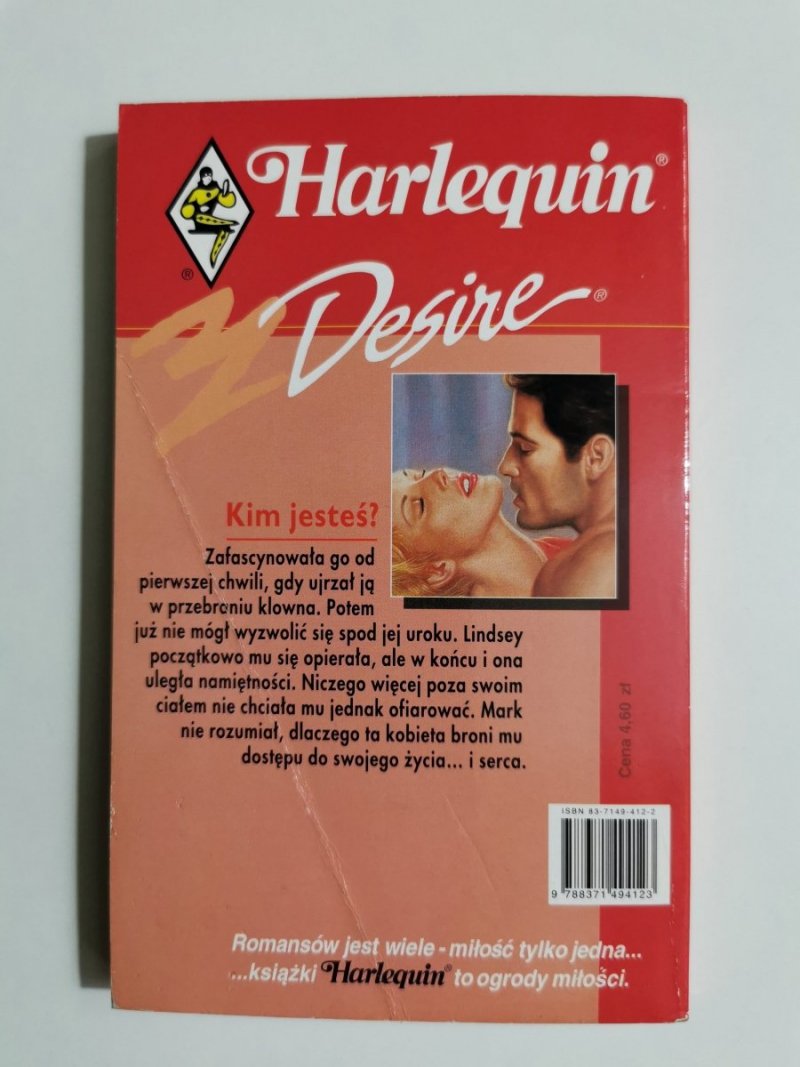 Harlequin®
®
Desire®
Kim jesteś?
Zafascynowała go od
pierwszej chwili, gdy ujrzał ją
w przebraniu klowna. Potem
już nie mógł wyzwolić się spod jej uroku. Lindsey
początkowo mu się opierała, ale w końcu i ona
uległa namiętności. Niczego więcej poza swoim
ciałem nie chciała mu jednak ofiarować. Mark
nie rozumiał, dlaczego ta kobieta broni mu
dostępu do swojego życia... i serca.
Cena 4,60 zł
ISBN 83-7149-412-2
9 788371 494123
Romansów jest wiele - miłość tylko jedna...
...książki Harlequin® to ogrody miłości.